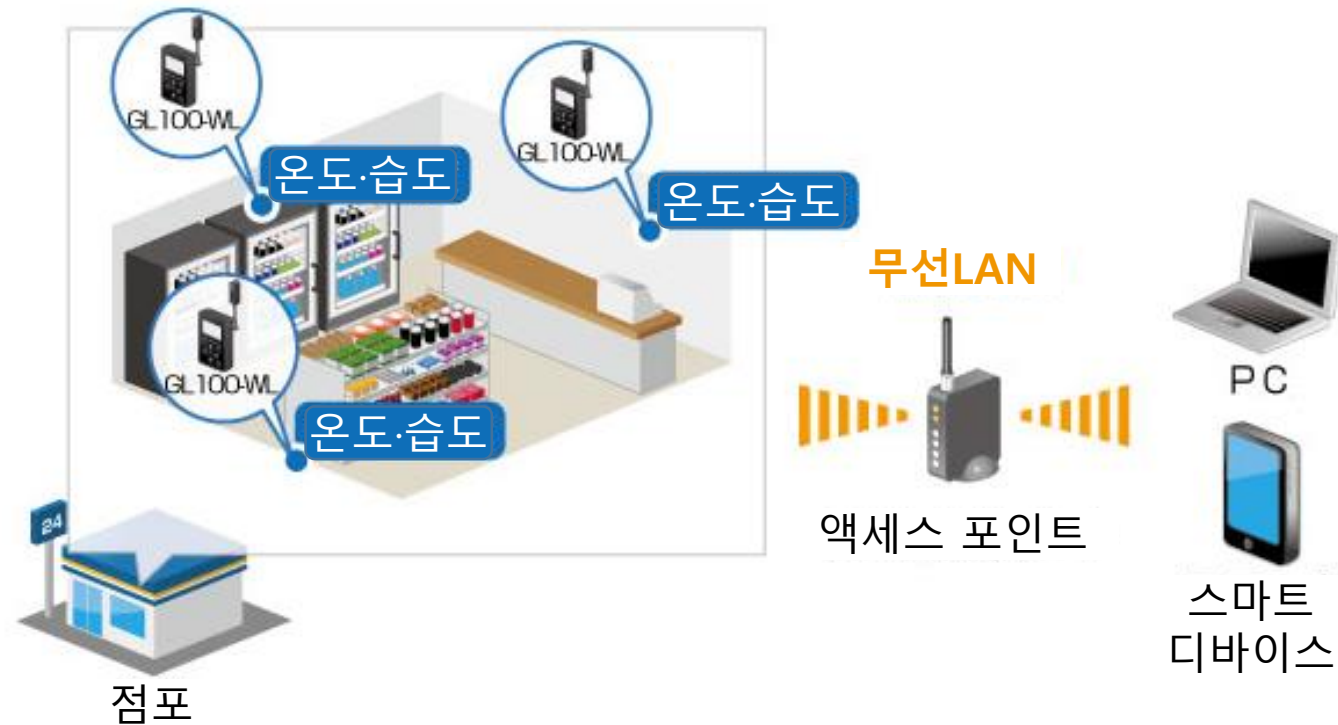 GL100-WL
온도·습도
GL100-WL
온도·습도
GL100-WL
온도·습도
무선LAN
액세스 포인트
PC
스마트
디바이스
24
점포